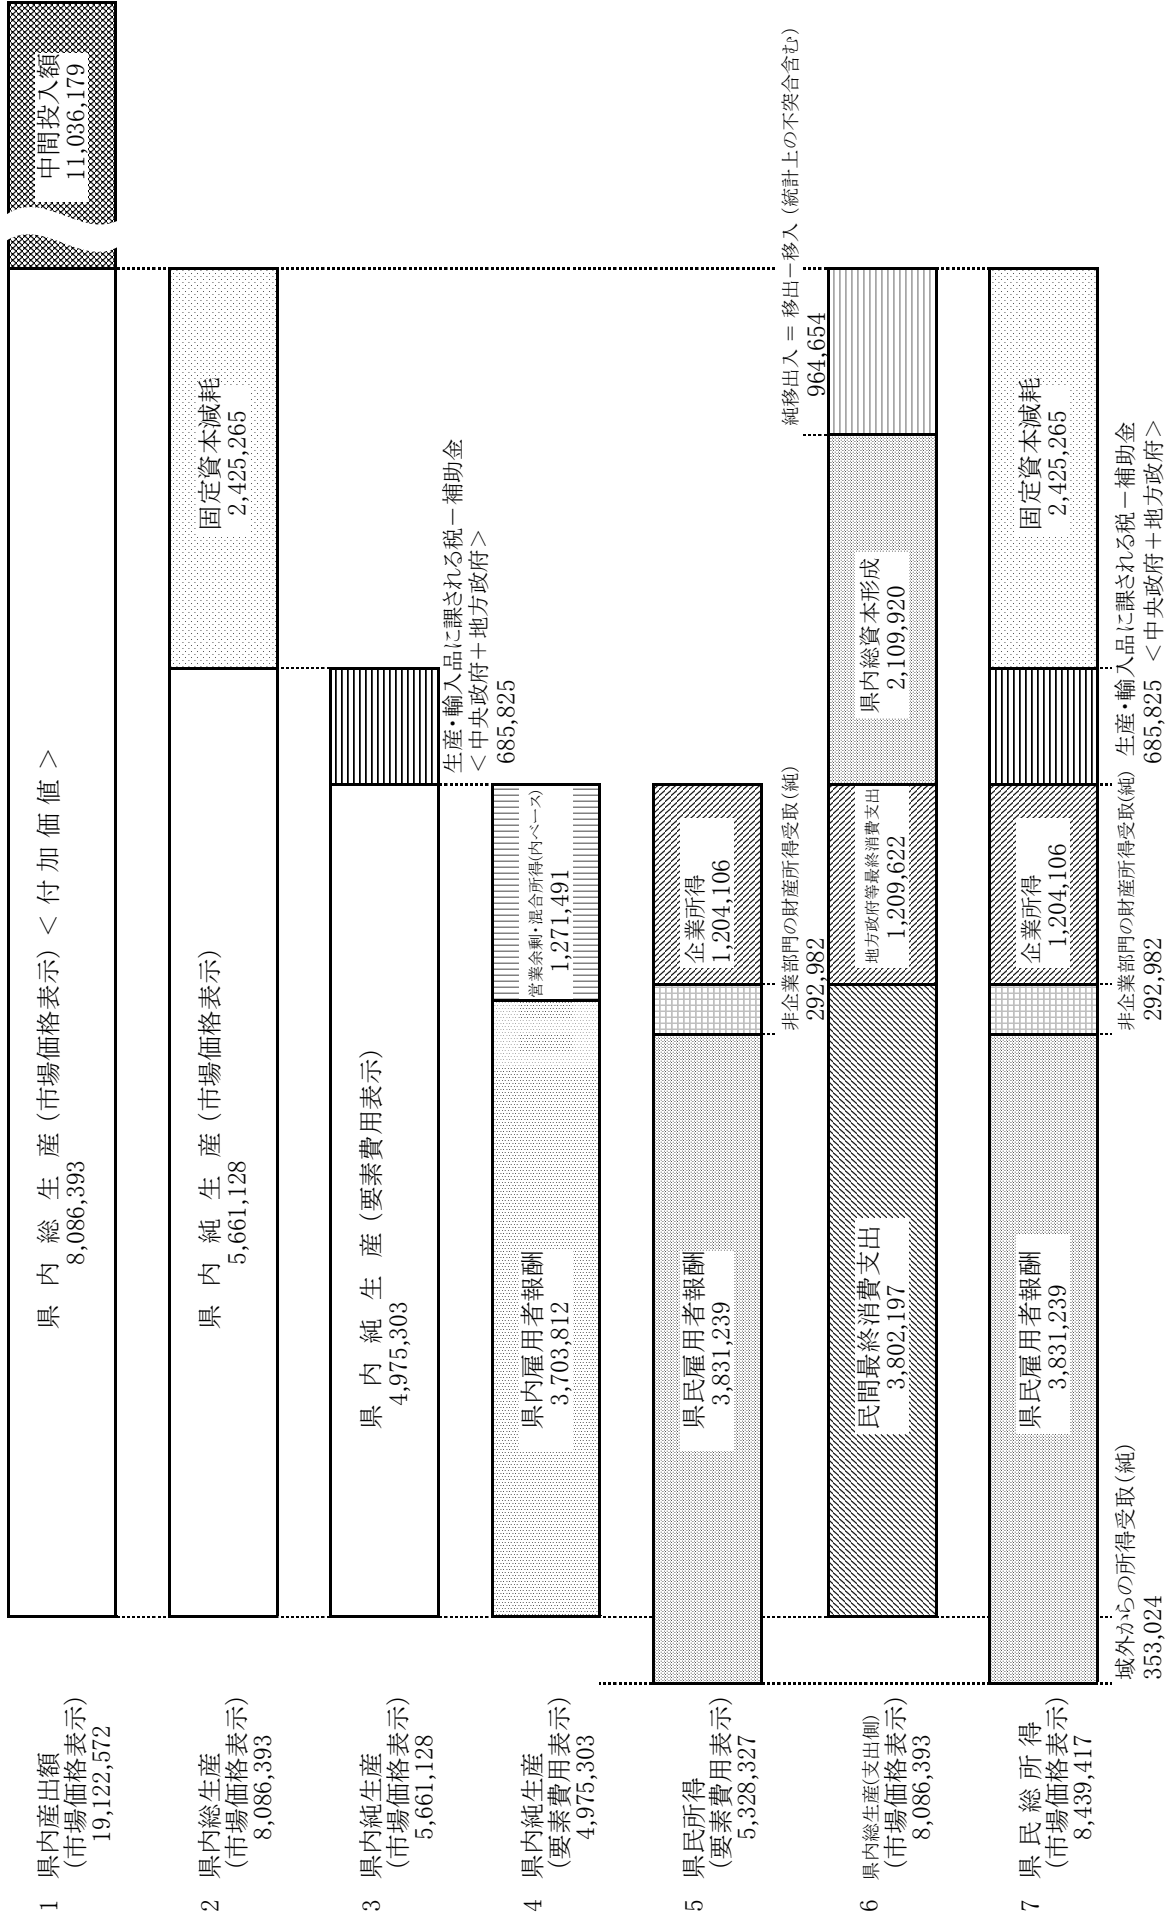 1 県内産出額
(市場価格表示)
19,122,572
県 内 総 生 産 (市場価格表示) < 付 加 価 値 >
8,086,393
中間投入額
11,036,179
2 県内総生産
(市場価格表示)
8,086,393
県 内 純 生 産 (市場価格表示)
5,661,128
固定資本減耗
2,425,265
3 県内純生産
(市場価格表示)
5,661,128
県 内 純 生 産 (要素費用表示)
4,975,303
生産・輸入品に課される税-補助金
<中央政府+地方政府>
685,825
4 県内純生産
(要素費用表示)
4,975,303
県内雇用者報酬
3,703,812
営業余剰・混合所得(内ベース)
1,271,491
5 県民所得
(要素費用表示)
5,328,327
県民雇用者報酬
3,831,239
企業所得
1,204,106
非企業部門の財産所得受取(純)
292,982
純移出入 = 移出-移入 (統計上の不突合含む)
964,654
6 県内総生産(支出側)
(市場価格表示)
8,086,393
民間最終消費支出
3,802,197
地方政府等最終消費支出
1,209,622
県内総資本形成
2,109,920
7 県 民 総 所 得
(市場価格表示)
8,439,417
県民雇用者報酬
3,831,239
企業所得
1,204,106
固定資本減耗
2,425,265
域外からの所得受取(純)
353,024
非企業部門の財産所得受取(純)
292,982
生産・輸入品に課される税-補助金
685,825 <中央政府+地方政府>